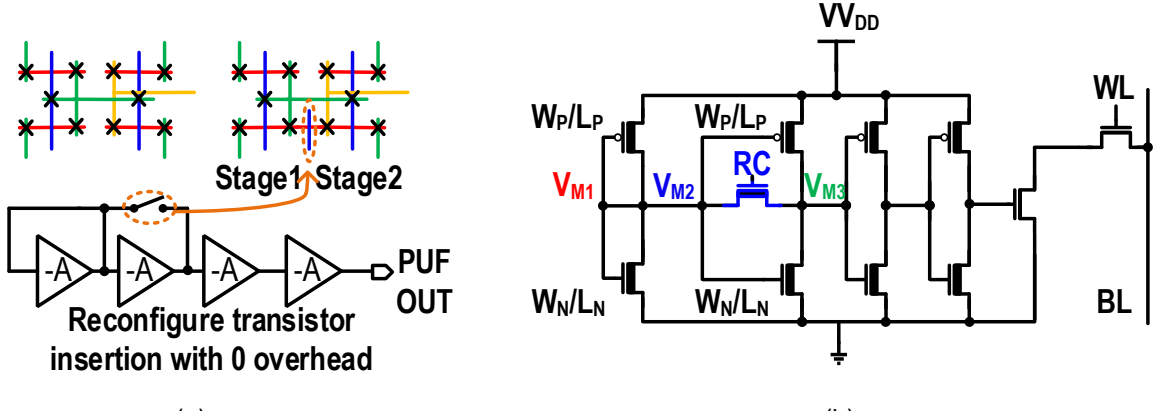 Stage1 Stage2
-A -A -A -A
PUF
OUT
Reconfigure transistor
insertion with 0 overhead
VVDD
WL
WP/LP WP/LP
RC
VM1 VM2 VM3
WN/LN WN/LN
BL